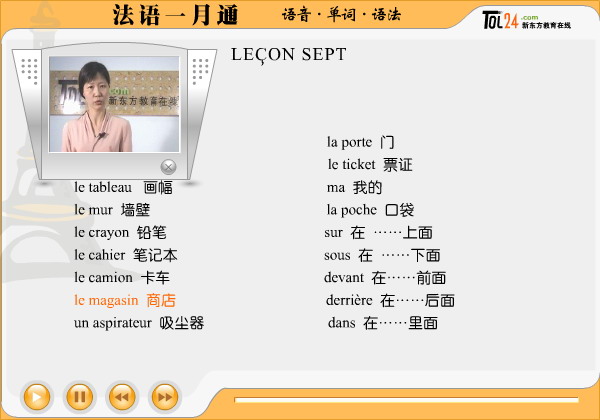 法语一月通
语音·单词·语法
TOL24.com
新东方教育在线
LEÇON SEPT
.com
新东方教育在线
le tableau 画幅
le mur 墙壁
le crayon 铅笔
le cahier 笔记本
le camion 卡车
le magasin 商店
un aspirateur 吸尘器
la porte 门
le ticket 票证
ma 我的
la poche 口袋
sur 在 ……上面
sous 在 ……下面
devant 在……前面
derrière 在……后面
dans 在……里面